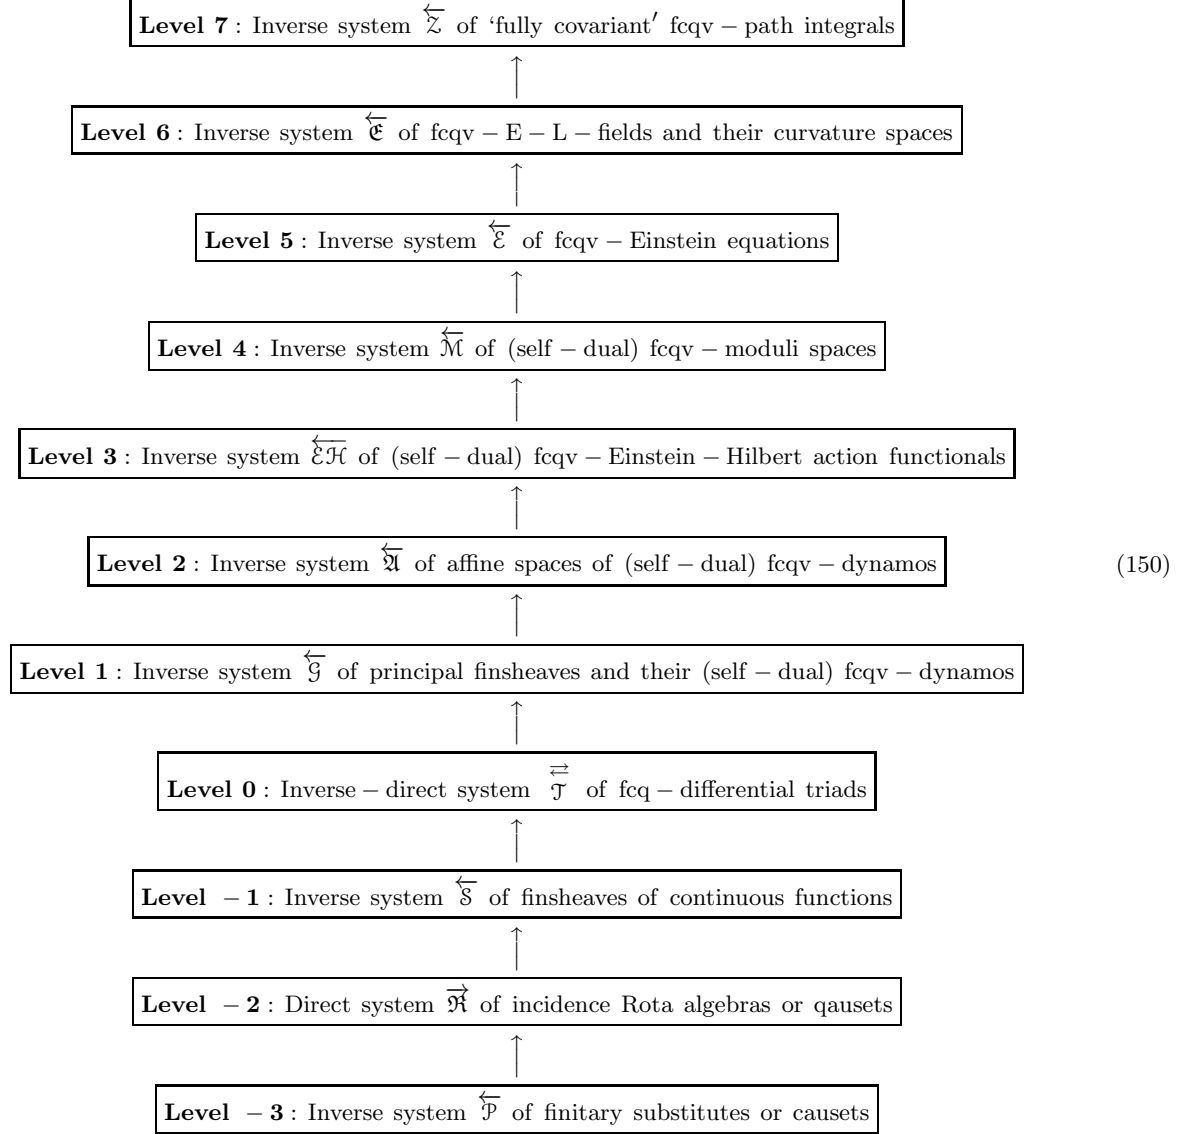 Level 7 : Inverse system 𝒵⃖ of ‘fully covariant′ fcqv − path integrals
Level 6 : Inverse system 𝕰⃖ of fcqv − E − L − fields and their curvature spaces
Level 5 : Inverse system ℰ⃖ of fcqv − Einstein equations
Level 4 : Inverse system ℳ⃖ of (self − dual) fcqv − moduli spaces
Level 3 : Inverse system ℰℋ⃖ of (self − dual) fcqv − Einstein − Hilbert action functionals
Level 2 : Inverse system 𝔄⃖ of affine spaces of (self − dual) fcqv − dynamos
(150)
Level 1 : Inverse system 𝒢⃖ of principal finsheaves and their (self − dual) fcqv − dynamos
Level 0 : Inverse − direct system 𝒯⇄ of fcq − differential triads
Level − 1 : Inverse system 𝒮⃖ of finsheaves of continuous functions
Level − 2 : Direct system ℜ⃗ of incidence Rota algebras or qausets
Level − 3 : Inverse system 𝒫⃖ of finitary substitutes or causets